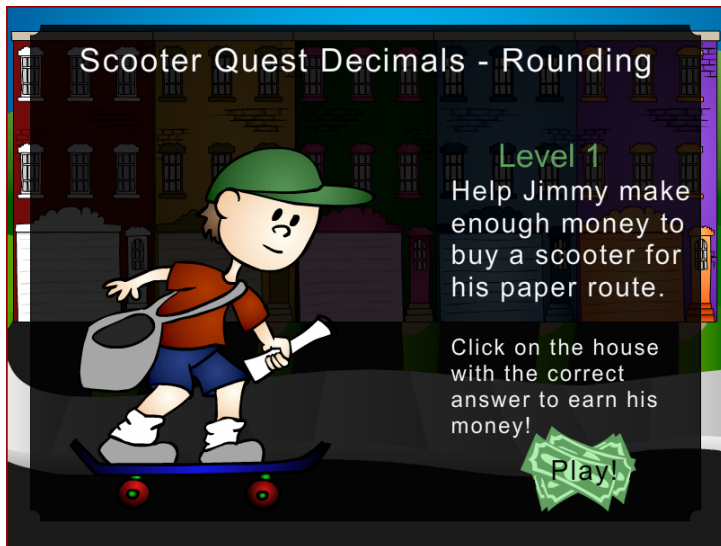 Scooter Quest Decimals - Rounding
Level 1
Help Jimmy make
enough money to
buy a scooter for
his paper route.
Click on the house
with the correct
answer to earn his
money!
Play!